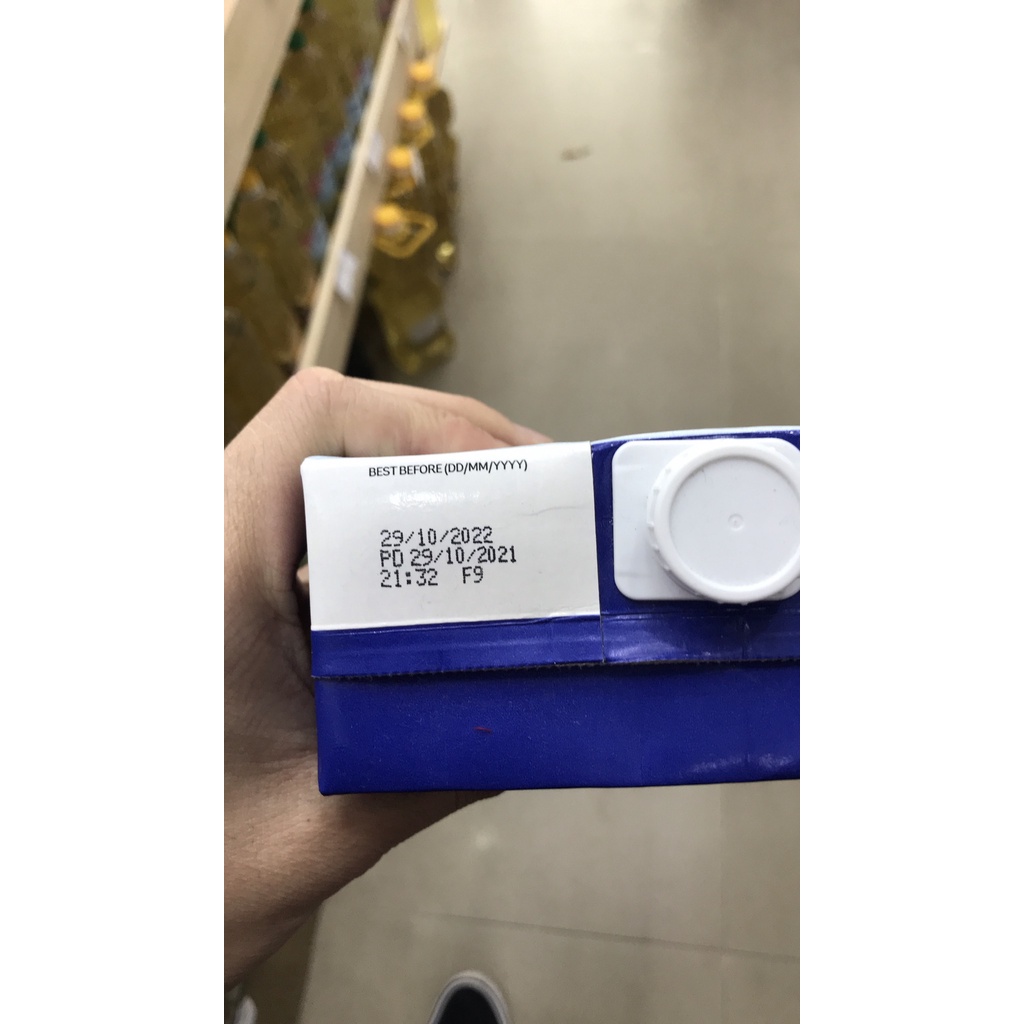 BEST BEFORE (DD/MM/YYYY)
29/10/2022
PD 29/10/2021
21:32 F9